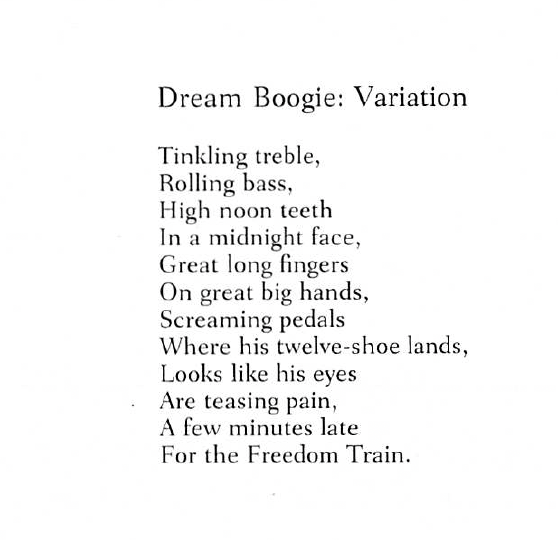 Dream Boogie: Variation
Tinkling treble,
Rolling bass,
High noon teeth
In a midnight face,
Great long fingers
On great big hands,
Screaming pedals
Where his twelve-shoe lands,
Looks like his eyes
Are teasing pain,
A few minutes late
For the Freedom Train.